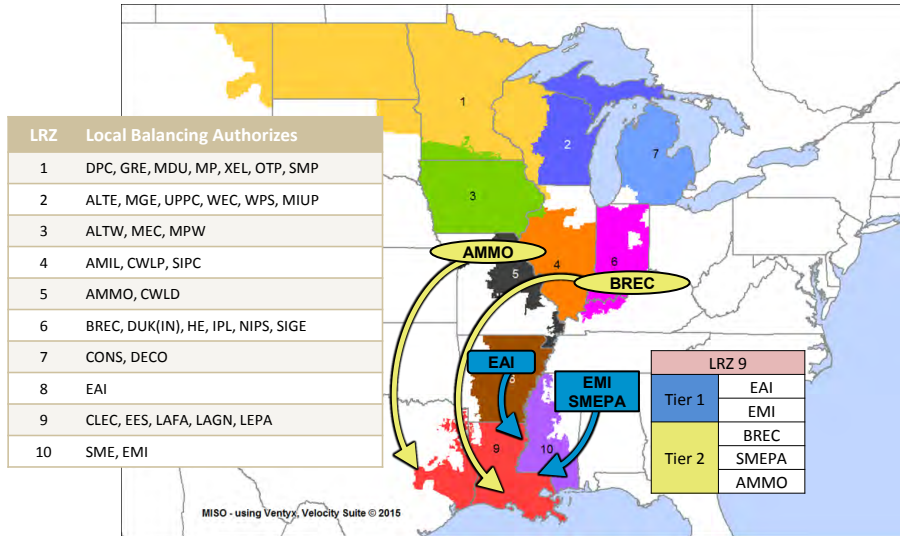 LRZ Local Balancing Authorizes
1 DPC, GRE, MDU, MP, XEL, OTP, SMP
2 ALTE, MGE, UPPC, WEC, WPS, MIUP
3 ALTW, MEC, MPW
4 AMIL, CWLP, SIPC
5 AMMO, CWLD
6 BREC, DUK(IN), HE, IPL, NIPS, SIGE
7 CONS, DECO
8 EAI
9 CLEC, EES, LAFA, LAGN, LEPA
10 SME, EMI
1
2
7
3
AMMO
4
6
5
BREC
EAI
8
EMI
SMEPA
9
10
LRZ 9
Tier 1
EAI
EMI
Tier 2
BREC
SMEPA
AMMO
MISO - using Ventyx, Velocity Suite © 2015